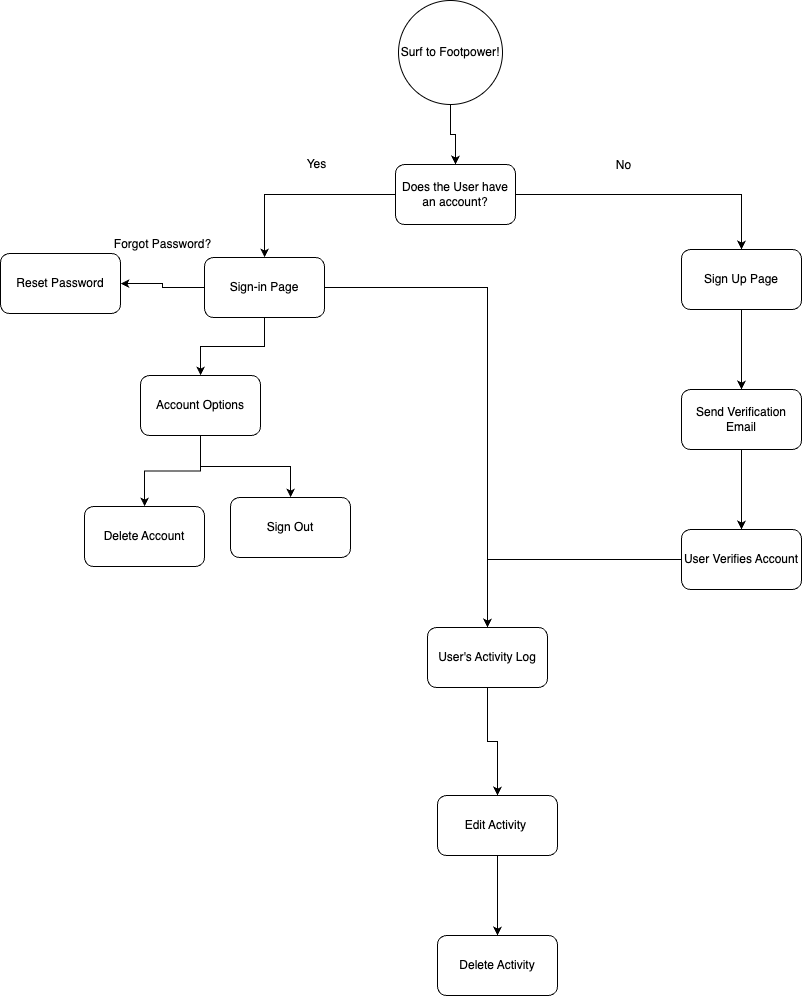 Surf to Footpower!
Yes
No
Does the User have
an account?
Forgot Password?
Reset Password
Sign-in Page
Sign Up Page
Account Options
Send Verification
Email
Delete Account
Sign Out
User Verifies Account
User's Activity Log
Edit Activity
Delete Activity